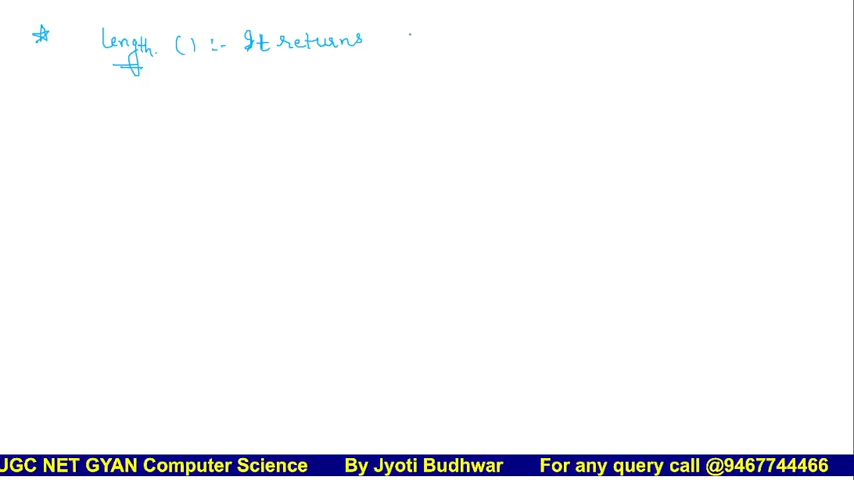 ☆ length. () :- It returns
UGC NET GYAN Computer Science By Jyoti Budhwar For any query call @9467744466